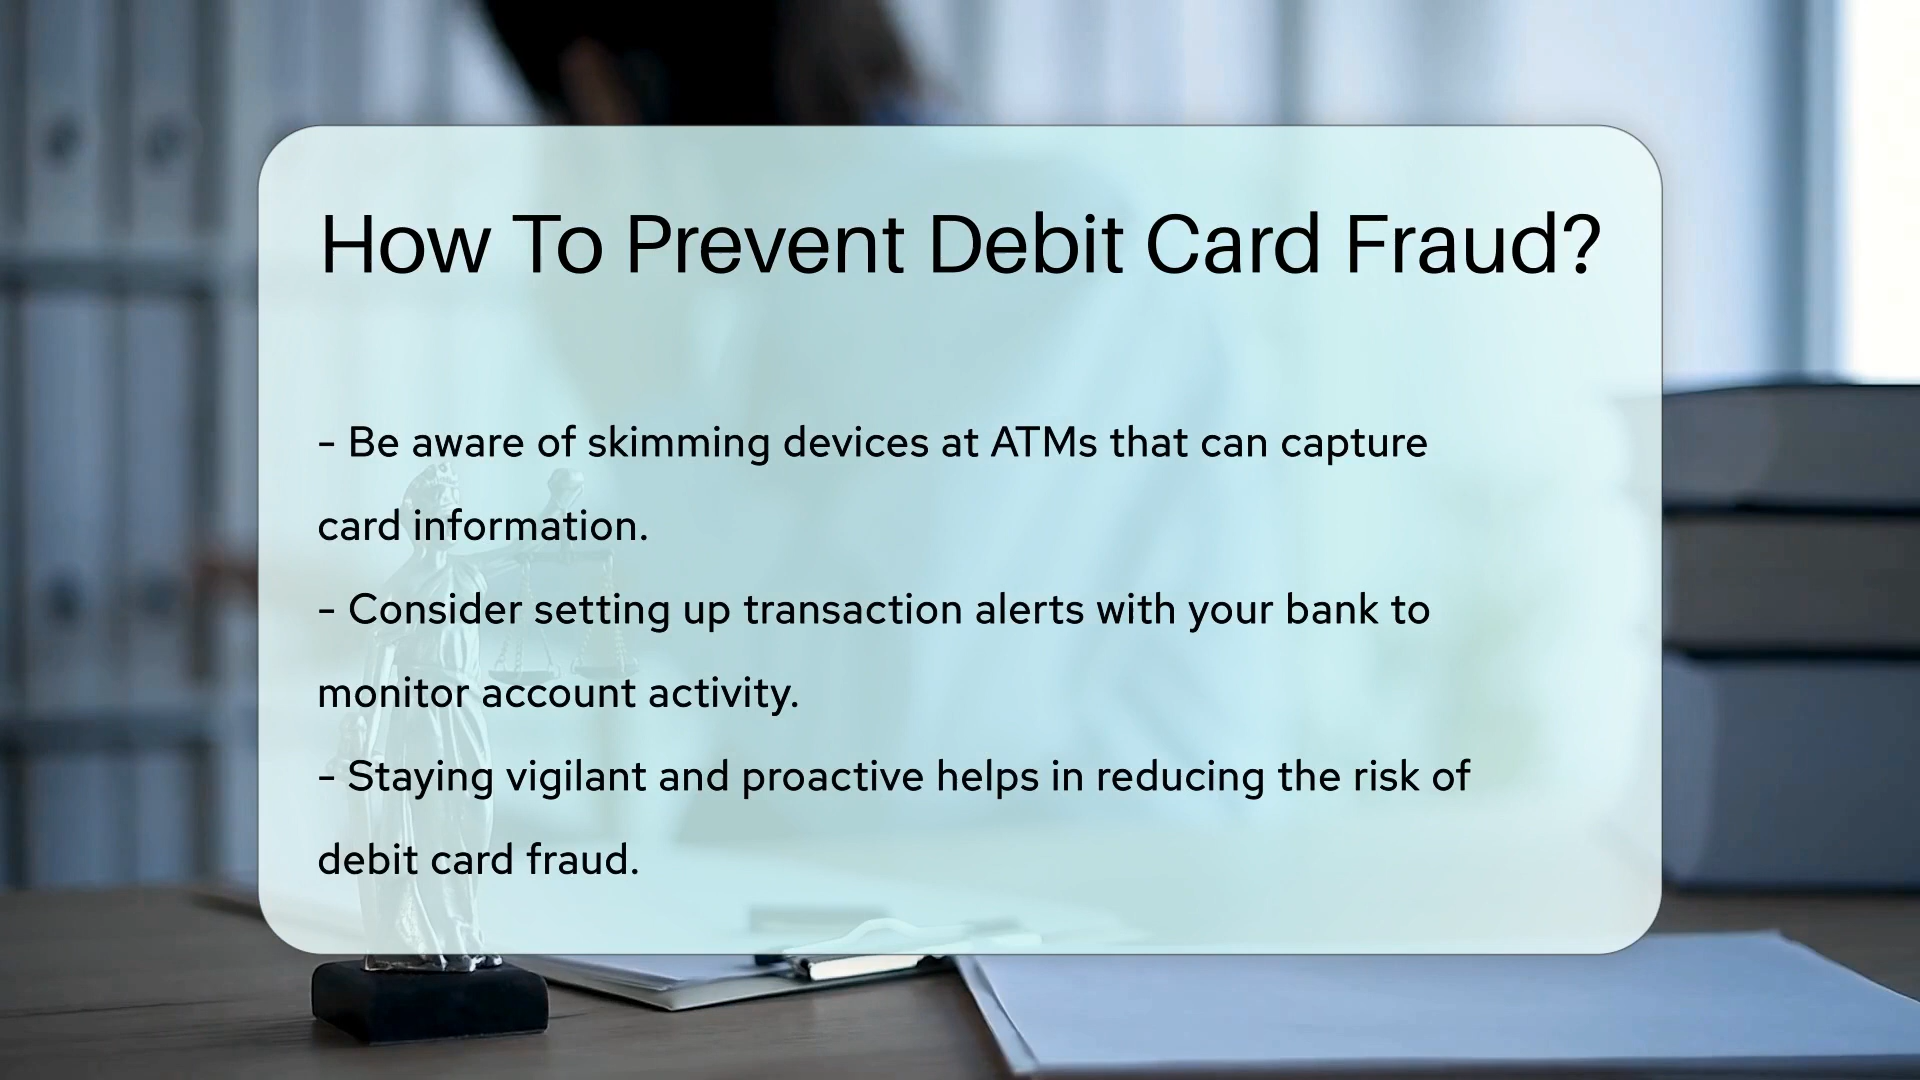 How To Prevent Debit Card Fraud?
- Be aware of skimming devices at ATMs that can capture
card information.
- Consider setting up transaction alerts with your bank to
monitor account activity.
- Staying vigilant and proactive helps in reducing the risk of
debit card fraud.